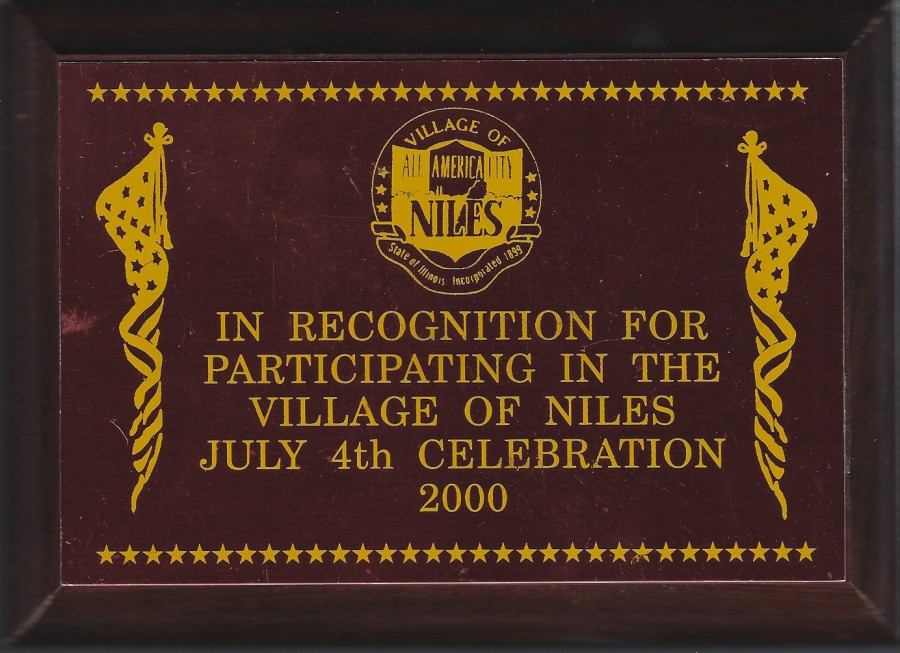 VILLAGE OF
ALL AMERICA CITY
NILES
State of Illinois Incorporated 1899
IN RECOGNITION FOR
PARTICIPATING IN THE
VILLAGE OF NILES
JULY 4th CELEBRATION
2000